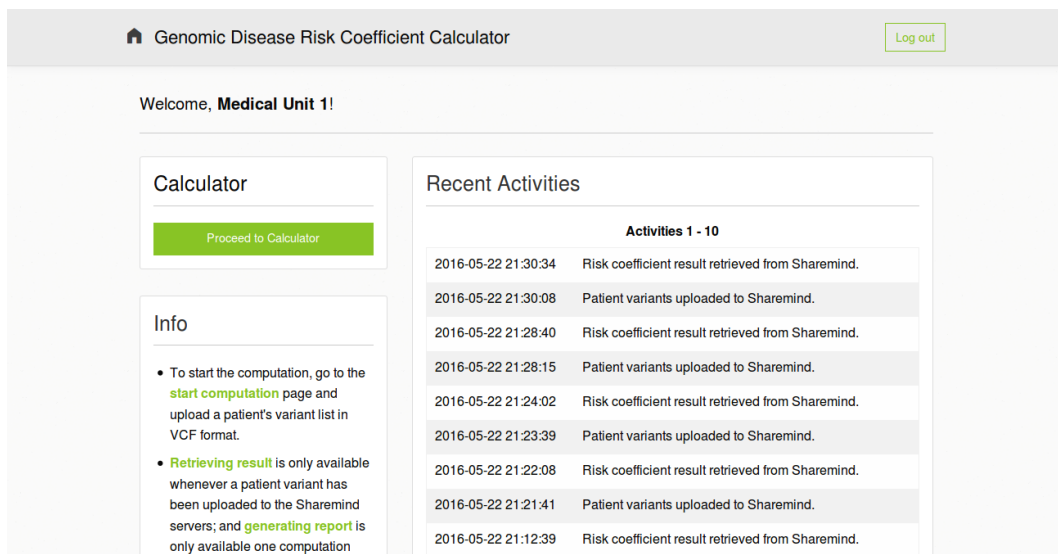 Genomic Disease Risk Coefficient Calculator
Log out
Welcome, Medical Unit 1!
Calculator
Proceed to Calculator
Info
• To start the computation, go to the
start computation page and
upload a patient's variant list in
VCF format.
• Retrieving result is only available
whenever a patient variant has
been uploaded to the Sharemind
servers; and generating report is
only available one computation
Recent Activities
Activities 1 - 10
2016-05-22 21:30:34 Risk coefficient result retrieved from Sharemind.
2016-05-22 21:30:08 Patient variants uploaded to Sharemind.
2016-05-22 21:28:40 Risk coefficient result retrieved from Sharemind.
2016-05-22 21:28:15 Patient variants uploaded to Sharemind.
2016-05-22 21:24:02 Risk coefficient result retrieved from Sharemind.
2016-05-22 21:23:39 Patient variants uploaded to Sharemind.
2016-05-22 21:22:08 Risk coefficient result retrieved from Sharemind.
2016-05-22 21:21:41 Patient variants uploaded to Sharemind.
2016-05-22 21:12:39 Risk coefficient result retrieved from Sharemind.